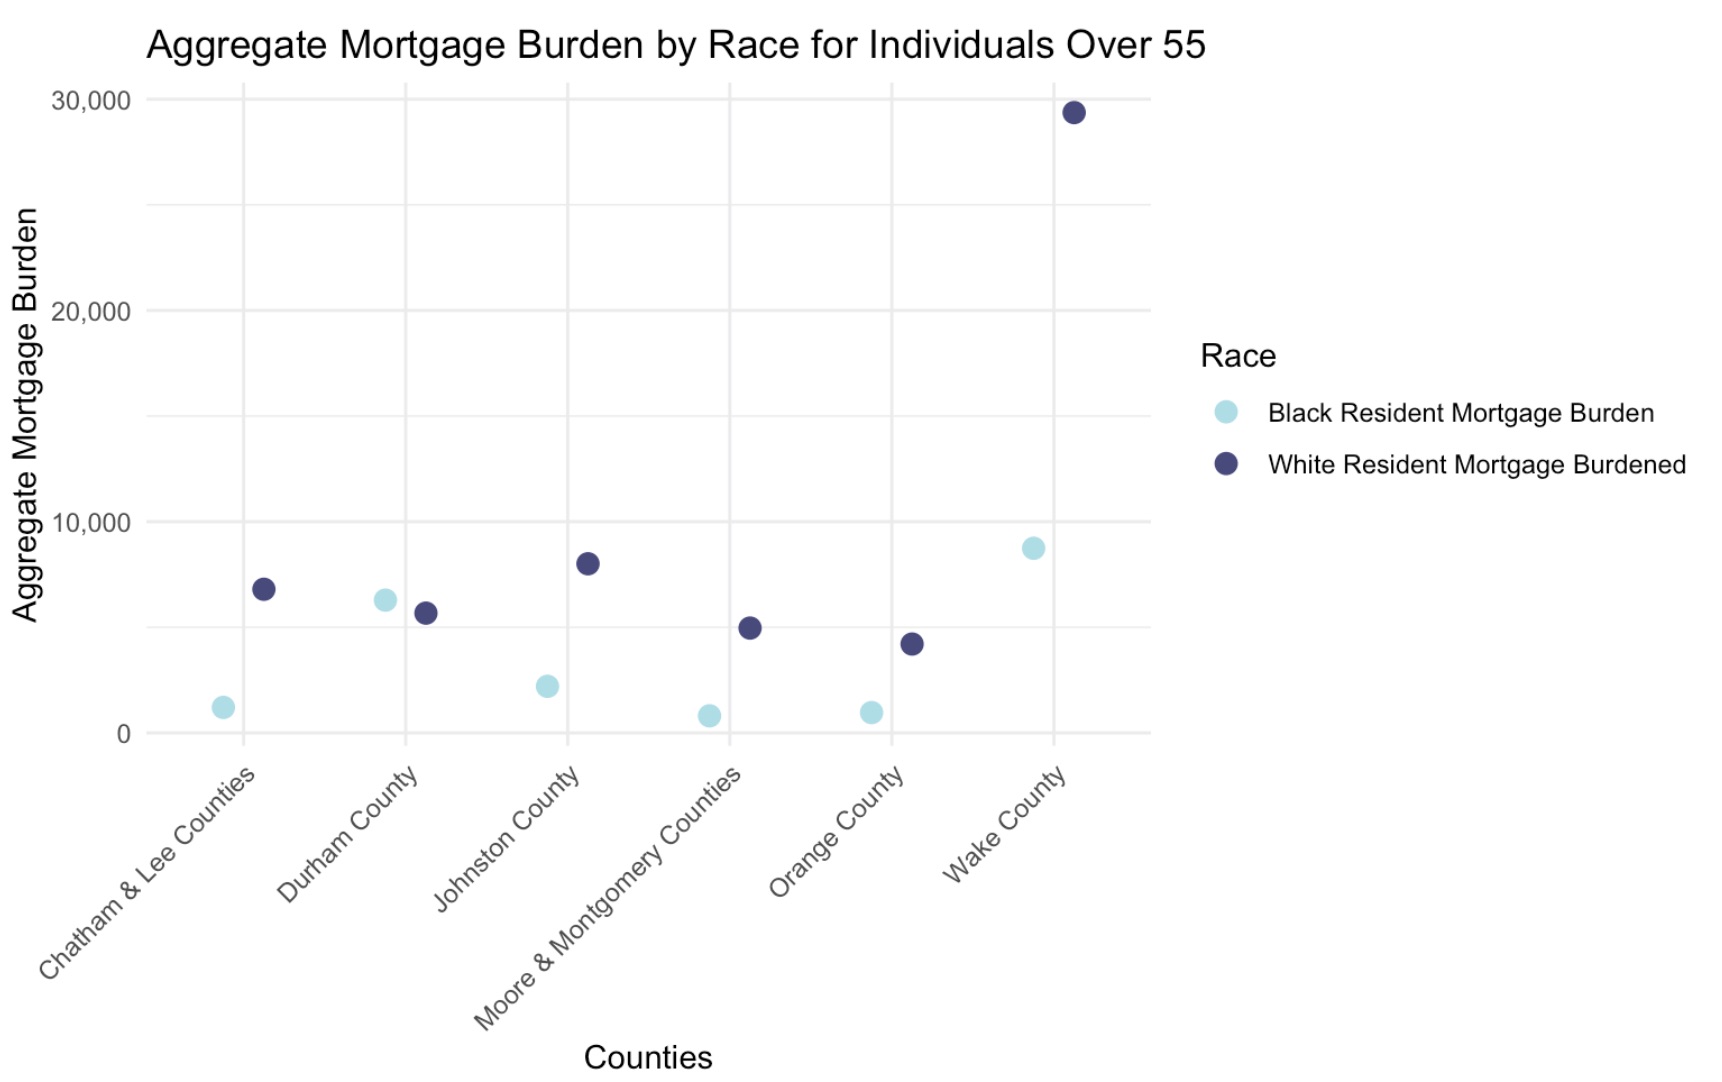 Aggregate Mortgage Burden by Race for Individuals Over 55
Aggregate Mortgage Burden
30,000
20,000
10,000
0
Chatham & Lee Counties
Durham County
Johnston County
Moore & Montgomery Counties
Orange County
Wake County
Counties
Race
Black Resident Mortgage Burden
White Resident Mortgage Burdened